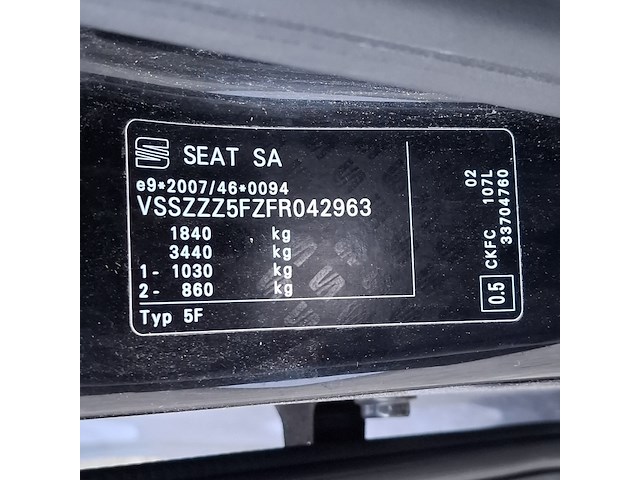 SEAT SA
e9*2007/46*0094
VSSZZZ5FZFR042963
1840 kg
3440 kg
1- 1030 kg
2- 860 kg
Typ 5F
02
CKFC 107L
33704760
0.5